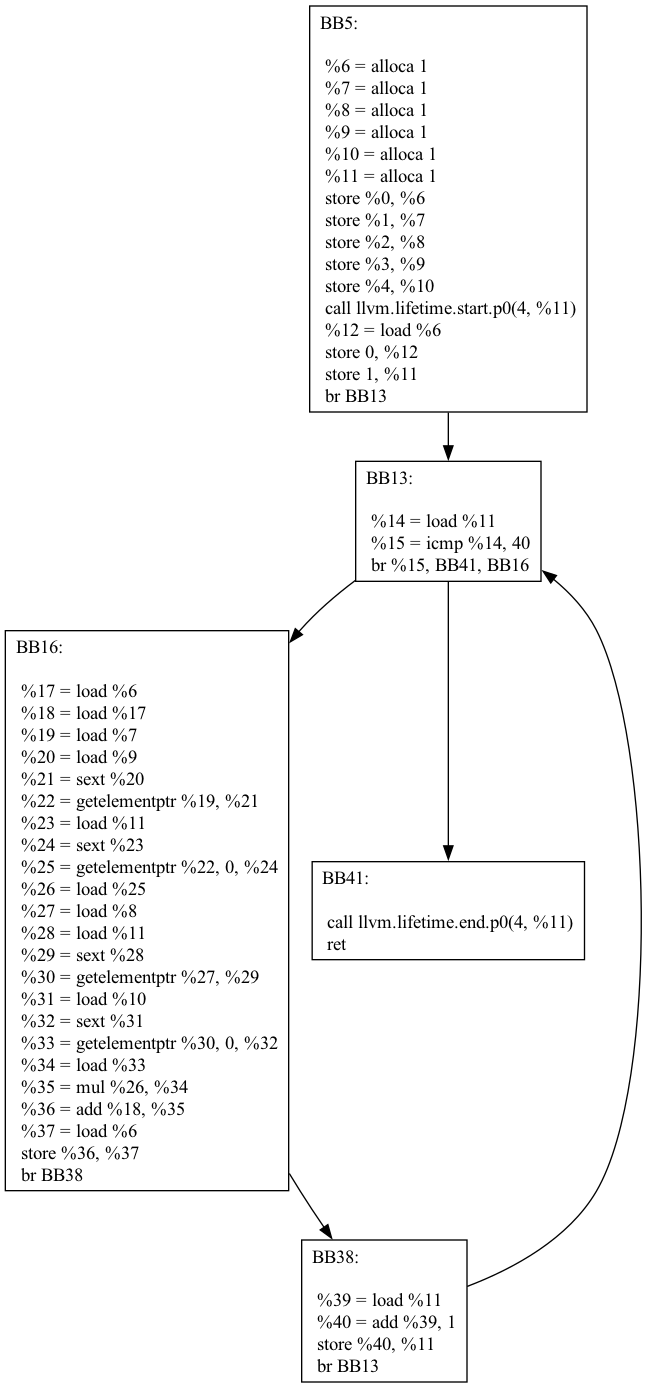 BB5:
%6 = alloca 1
%7 = alloca 1
%8 = alloca 1
%9 = alloca 1
%10 = alloca 1
%11 = alloca 1
store %0, %6
store %1, %7
store %2, %8
store %3, %9
store %4, %10
call llvm.lifetime.start.p0(4, %11)
%12 = load %6
store 0, %12
store 1, %11
br BB13
BB13:
%14 = load %11
%15 = icmp %14, 40
br %15, BB41, BB16
BB16:
%17 = load %6
%18 = load %17
%19 = load %7
%20 = load %9
%21 = sext %20
%22 = getelementptr %19, %21
%23 = load %11
%24 = sext %23
%25 = getelementptr %22, 0, %24
%26 = load %25
%27 = load %8
%28 = load %11
%29 = sext %28
%30 = getelementptr %27, %29
%31 = load %10
%32 = sext %31
%33 = getelementptr %30, 0, %32
%34 = load %33
%35 = mul %26, %34
%36 = add %18, %35
%37 = load %6
store %36, %37
br BB38
BB41:
call llvm.lifetime.end.p0(4, %11)
ret
BB38:
%39 = load %11
%40 = add %39, 1
store %40, %11
br BB13